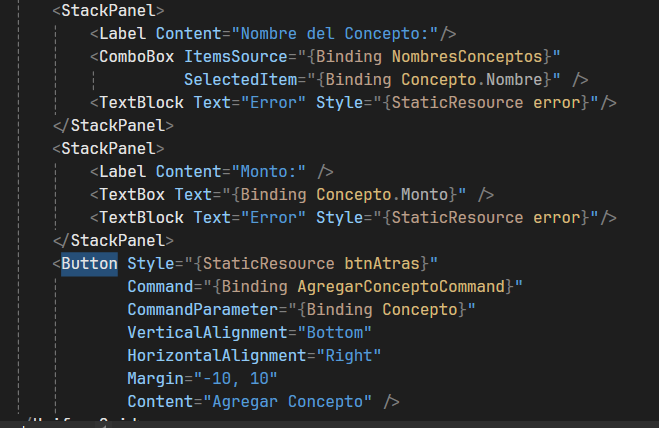 <StackPanel>
<Label Content="Nombre del Concepto:"/>
<ComboBox ItemsSource="{Binding NombresConceptos}"
SelectedItem="{Binding Concepto.Nombre}" />
<TextBlock Text="Error" Style="{StaticResource error}"/>
</StackPanel>
<StackPanel>
<Label Content="Monto:" />
<TextBox Text="{Binding Concepto.Monto}" />
<TextBlock Text="Error" Style="{StaticResource error}"/>
</StackPanel>
<Button Style="{StaticResource btnAtras}"
Command="{Binding AgregarConceptoCommand}"
CommandParameter="{Binding Concepto}"
VerticalAlignment="Bottom"
HorizontalAlignment="Right"
Margin="-10, 10"
Content="Agregar Concepto" />